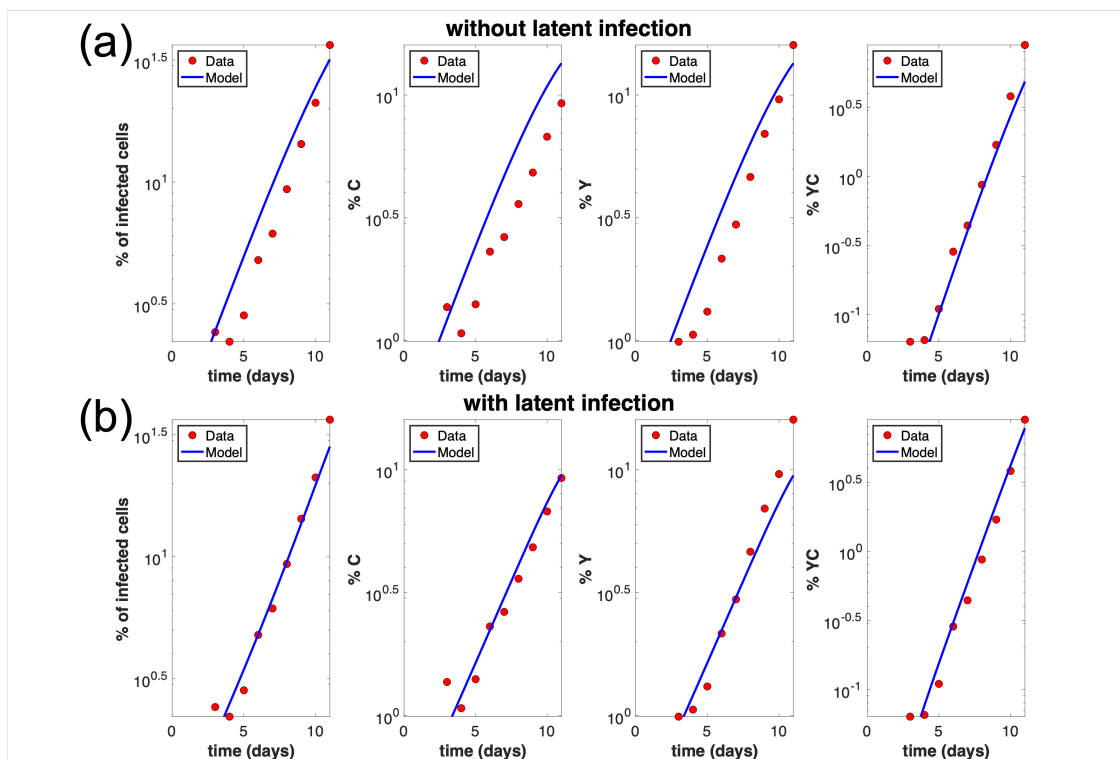 (a)
without latent infection
Data
Model
% of infected cells
10^1.5
10^1
10^0.5
0 5 10
time (days)
Data
Model
% C
10^1
10^0.5
10^0
0 5 10
time (days)
Data
Model
% Y
10^1
10^0.5
10^0
0 5 10
time (days)
Data
Model
% YC
10^0.5
10^0
10^-0.5
10^-1
0 5 10
time (days)
(b)
with latent infection
Data
Model
% of infected cells
10^1.5
10^1
10^0.5
0 5 10
time (days)
Data
Model
% C
10^1
10^0.5
10^0
0 5 10
time (days)
Data
Model
% Y
10^1
10^0.5
10^0
0 5 10
time (days)
Data
Model
% YC
10^0.5
10^0
10^-0.5
10^-1
0 5 10
time (days)